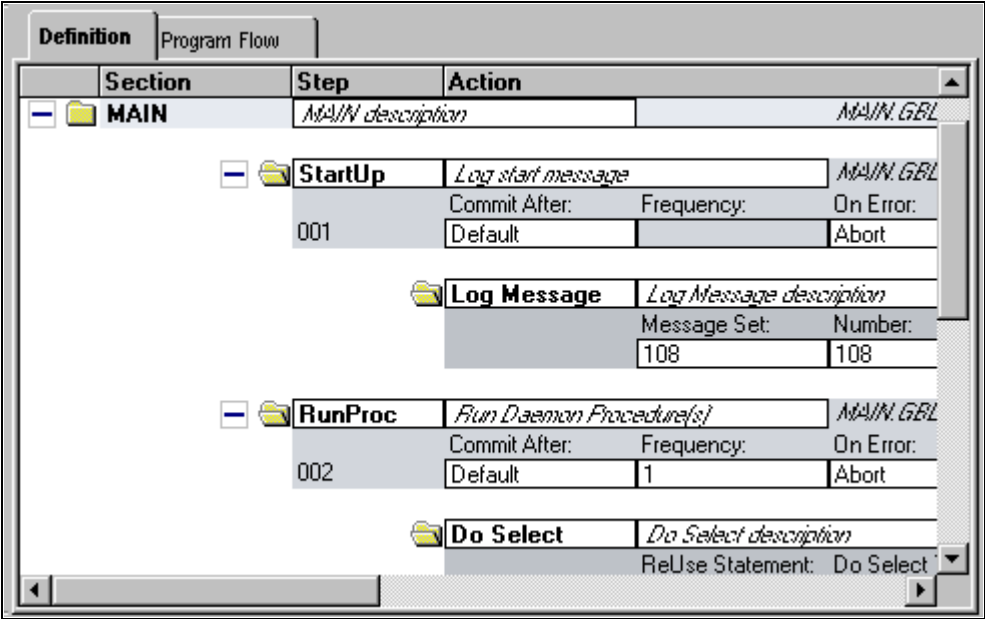 Definition Program Flow
Section Step Action
MAIN MAIN description MAIN.GBL
StartUp Log start message MAIN.GBL
Commit After: Frequency: On Error:
001 Default Abort
Log Message Log Message description
Message Set: Number:
108 108
RunProc Run Daemon Procedure(s) MAIN.GBL
Commit After: Frequency: On Error:
002 Default 1 Abort
Do Select Do Select description
ReUse Statement: Do Select